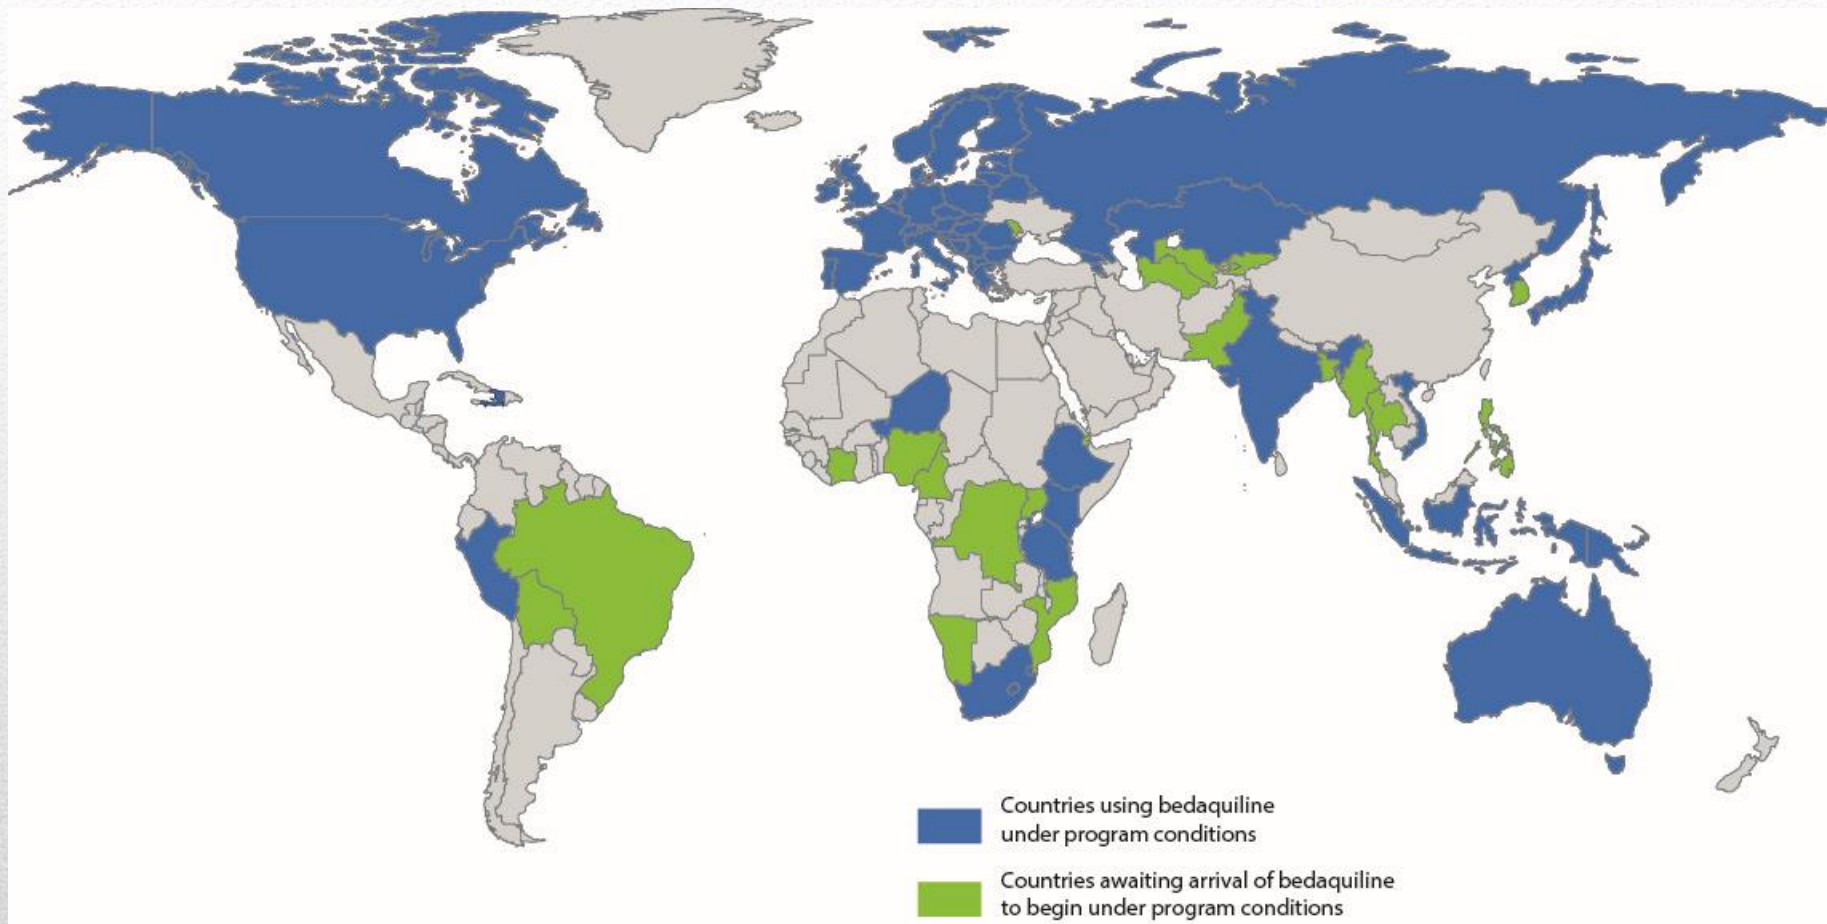 Countries using bedaquiline
under program conditions
Countries awaiting arrival of bedaquiline
to begin under program conditions